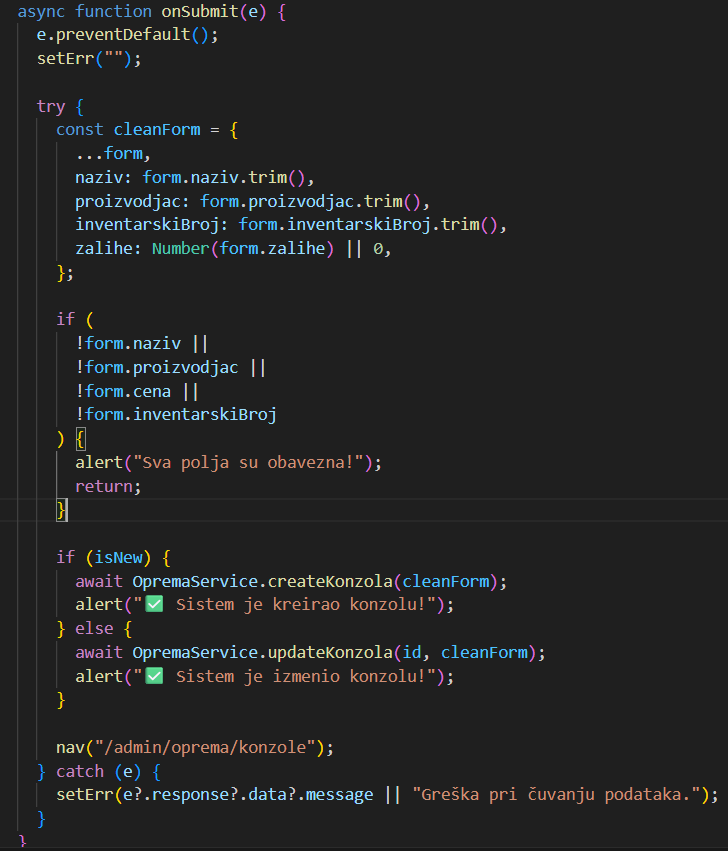 async function onSubmit(e) {
  e.preventDefault();
  setErr("");

  try {
    const cleanForm = {
      ...form,
      naziv: form.naziv.trim(),
      proizvodjac: form.proizvodjac.trim(),
      inventarskiBroj: form.inventarskiBroj.trim(),
      zalihe: Number(form.zalihe) || 0,
    };

    if (
      !form.naziv ||
      !form.proizvodjac ||
      !form.cena ||
      !form.inventarskiBroj
    ) {
      alert("Sva polja su obavezna!");
      return;
    }

    if (isNew) {
      await OpremaService.createKonzola(cleanForm);
      alert("✅ Sistem je kreirao konzolu!");
    } else {
      await OpremaService.updateKonzola(id, cleanForm);
      alert("✅ Sistem je izmenio konzolu!");
    }

    nav("/admin/oprema/konzole");
  } catch (e) {
    setErr(e?.response?.data?.message || "Greška pri čuvanju podataka.");
  }
}